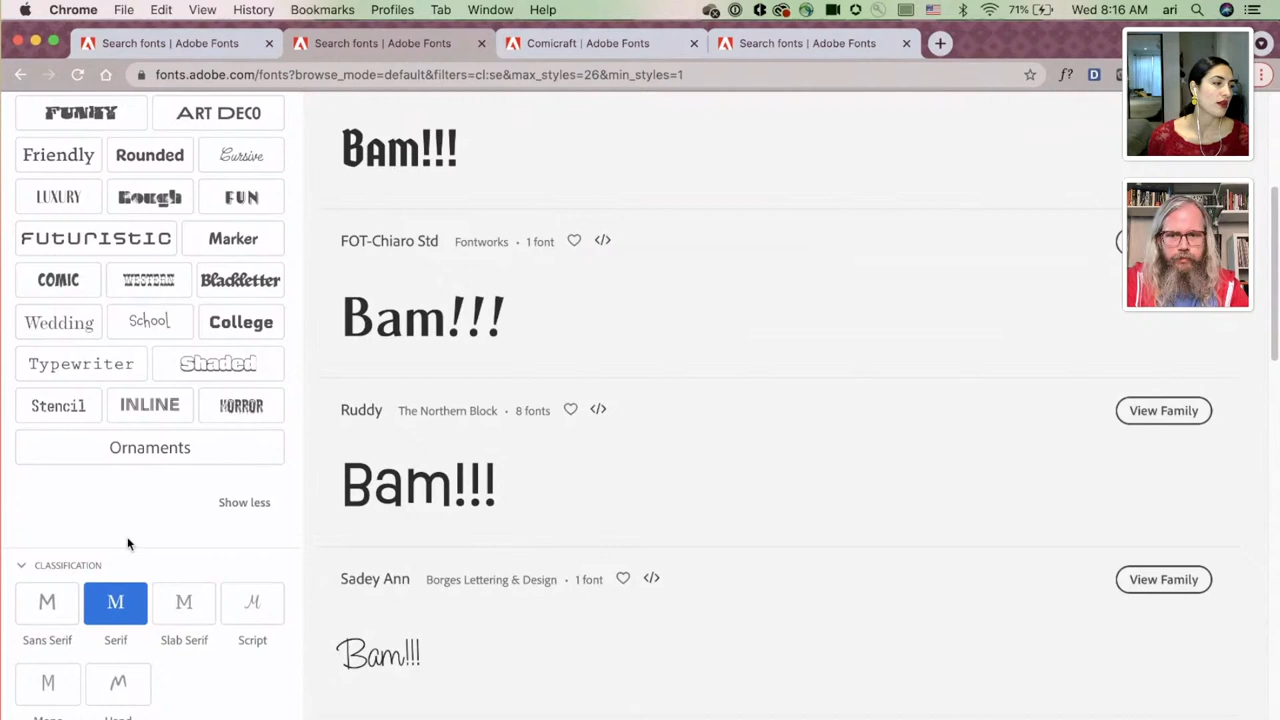 Chrome File Edit View History Bookmarks Profiles Tab Window Help 71% Wed 8:16 AM ari
Search fonts | Adobe Fonts Search fonts | Adobe Fonts Comicraft | Adobe Fonts Search fonts | Adobe Fonts
fonts.adobe.com/fonts?browse_mode=default&filters=cl:se&max_styles=26&min_styles=1
FUNKY ART DECO
Friendly Rounded Cursive
LUXURY Rough FUN
FUTURISTIC Marker
COMIC WESTERN Blackletter
Wedding School College
Typewriter Shaded
Stencil INLINE HORROR
Ornaments
Show less
CLASSIFICATION
M M M M
Sans Serif Serif Slab Serif Script
M M
Bam!!!
FOT-Chiaro Std Fontworks • 1 font
Bam!!!
Ruddy The Northern Block • 8 fonts View Family
Bam!!!
Sadey Ann Borges Lettering & Design • 1 font View Family
Bam!!!